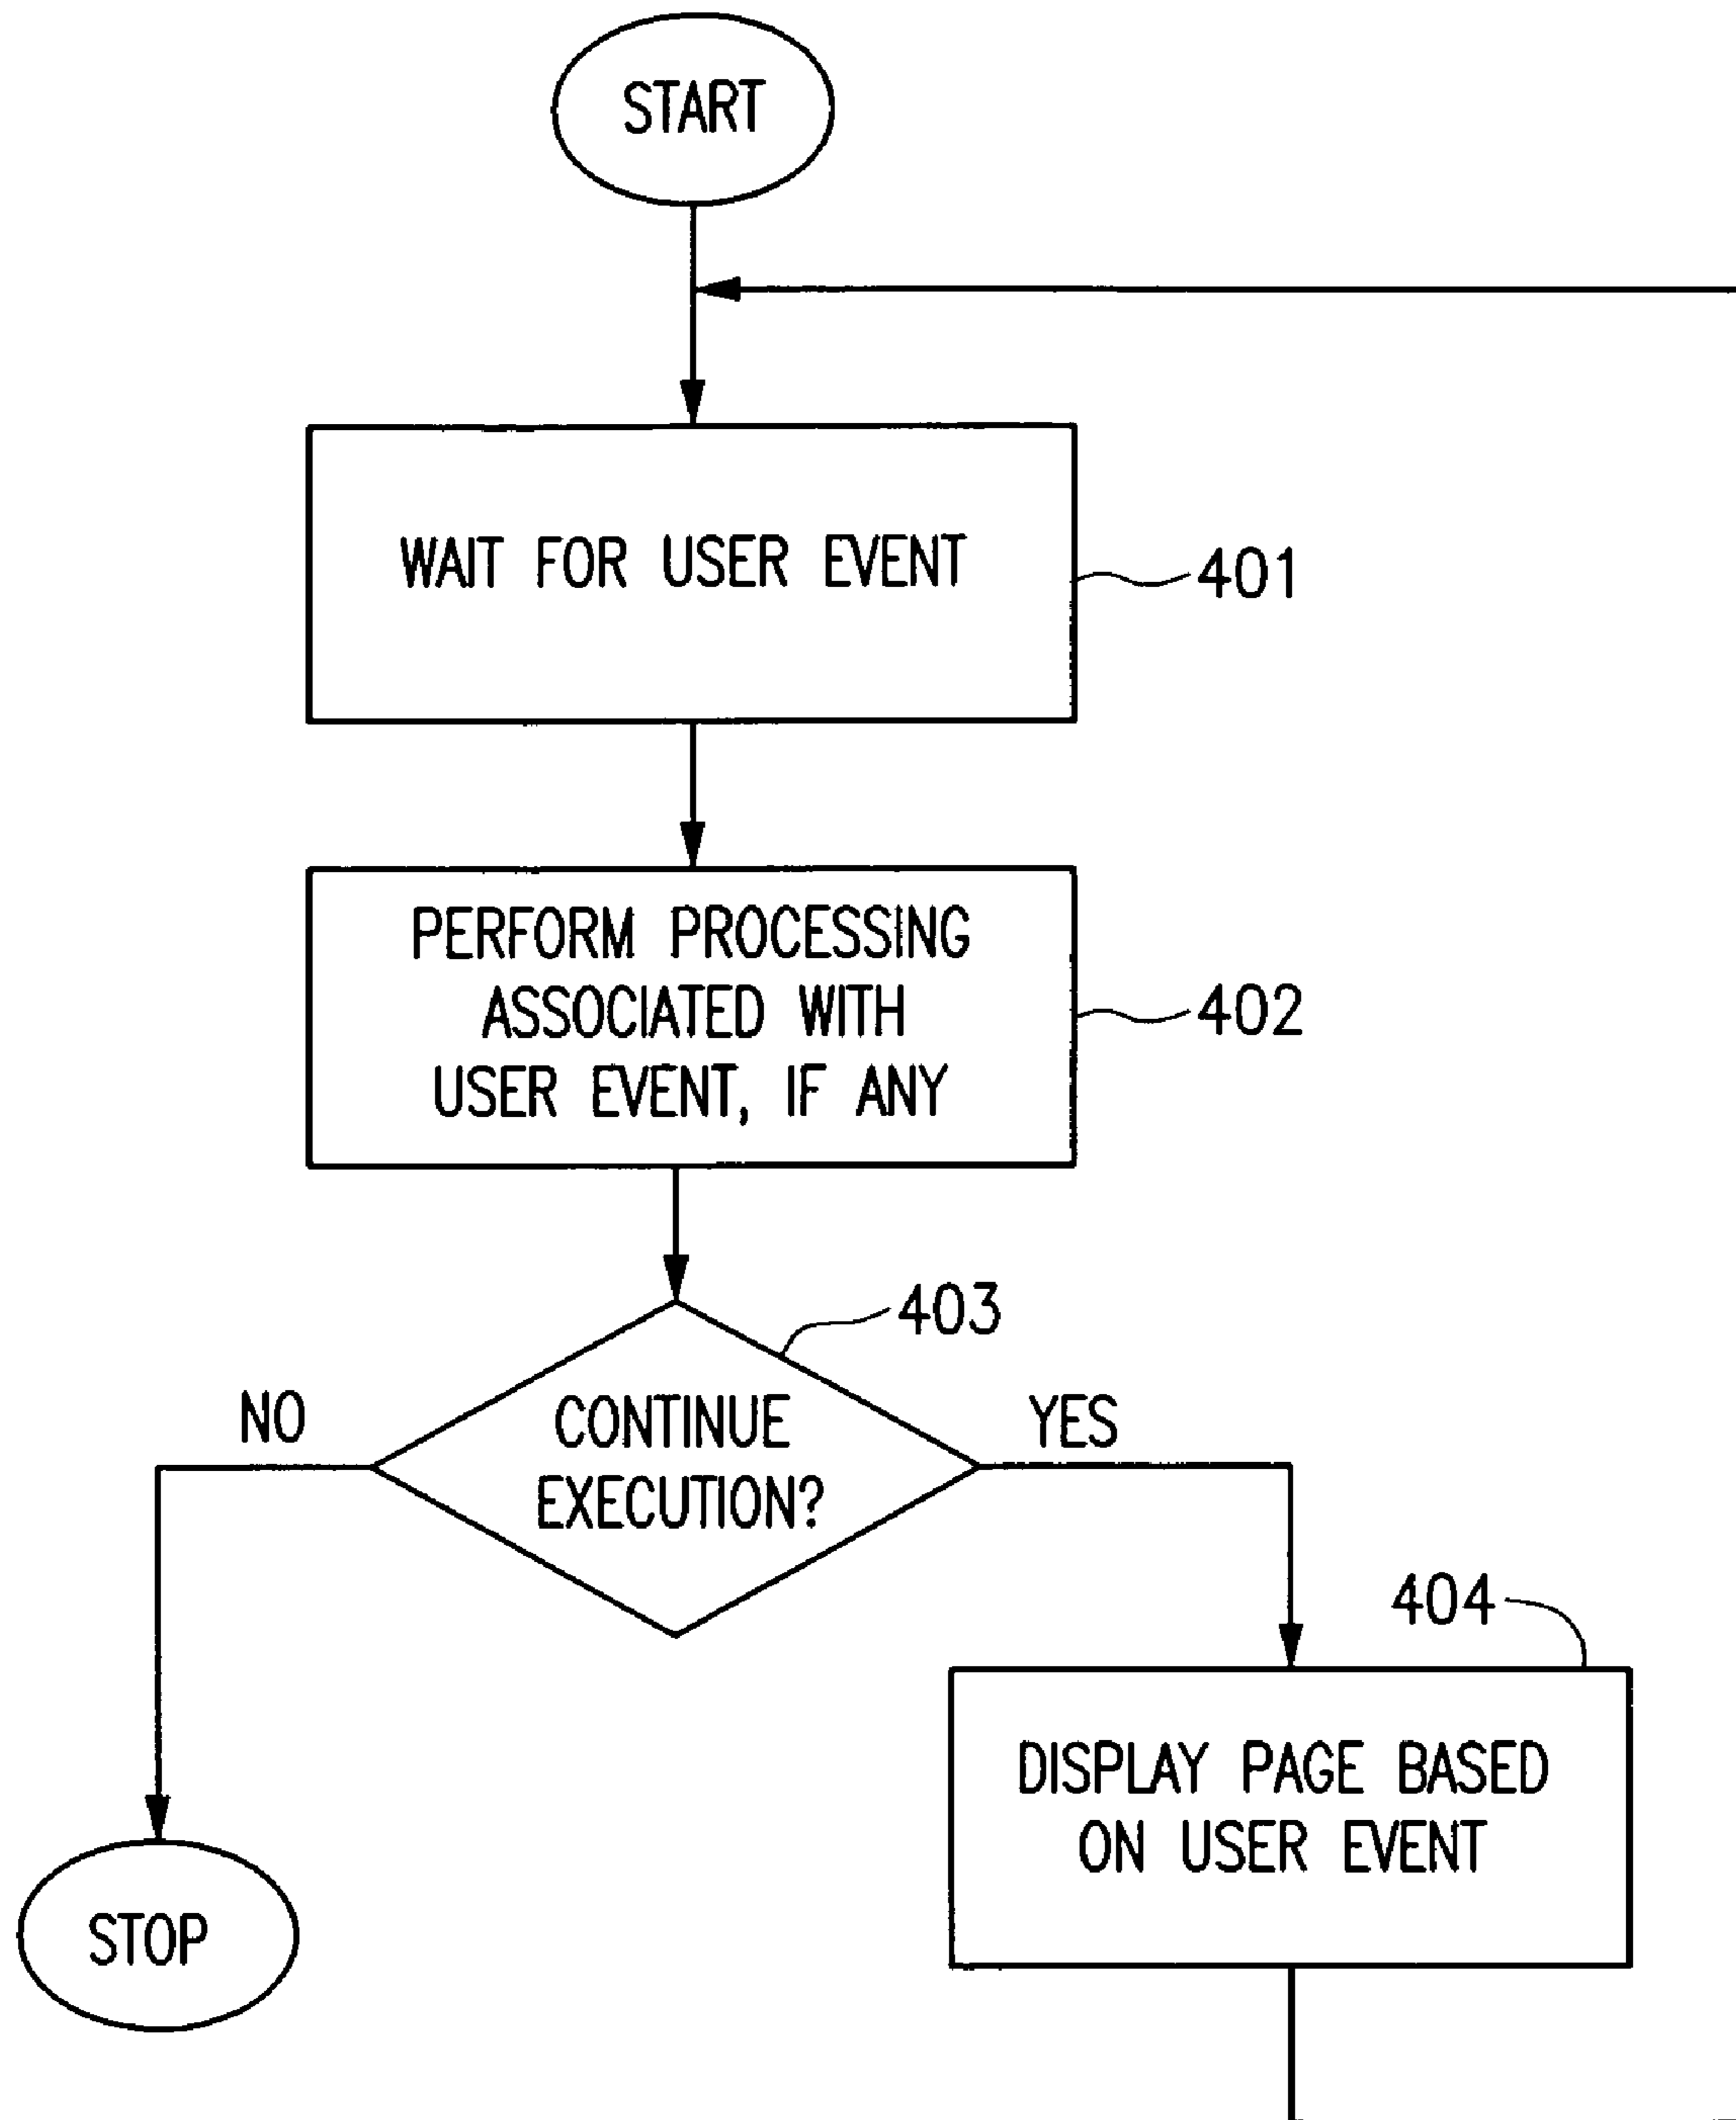 START
WAIT FOR USER EVENT
401
PERFORM PROCESSING
ASSOCIATED WITH
USER EVENT, IF ANY
402
403
NO
CONTINUE
EXECUTION?
YES
404
DISPLAY PAGE BASED
ON USER EVENT
STOP